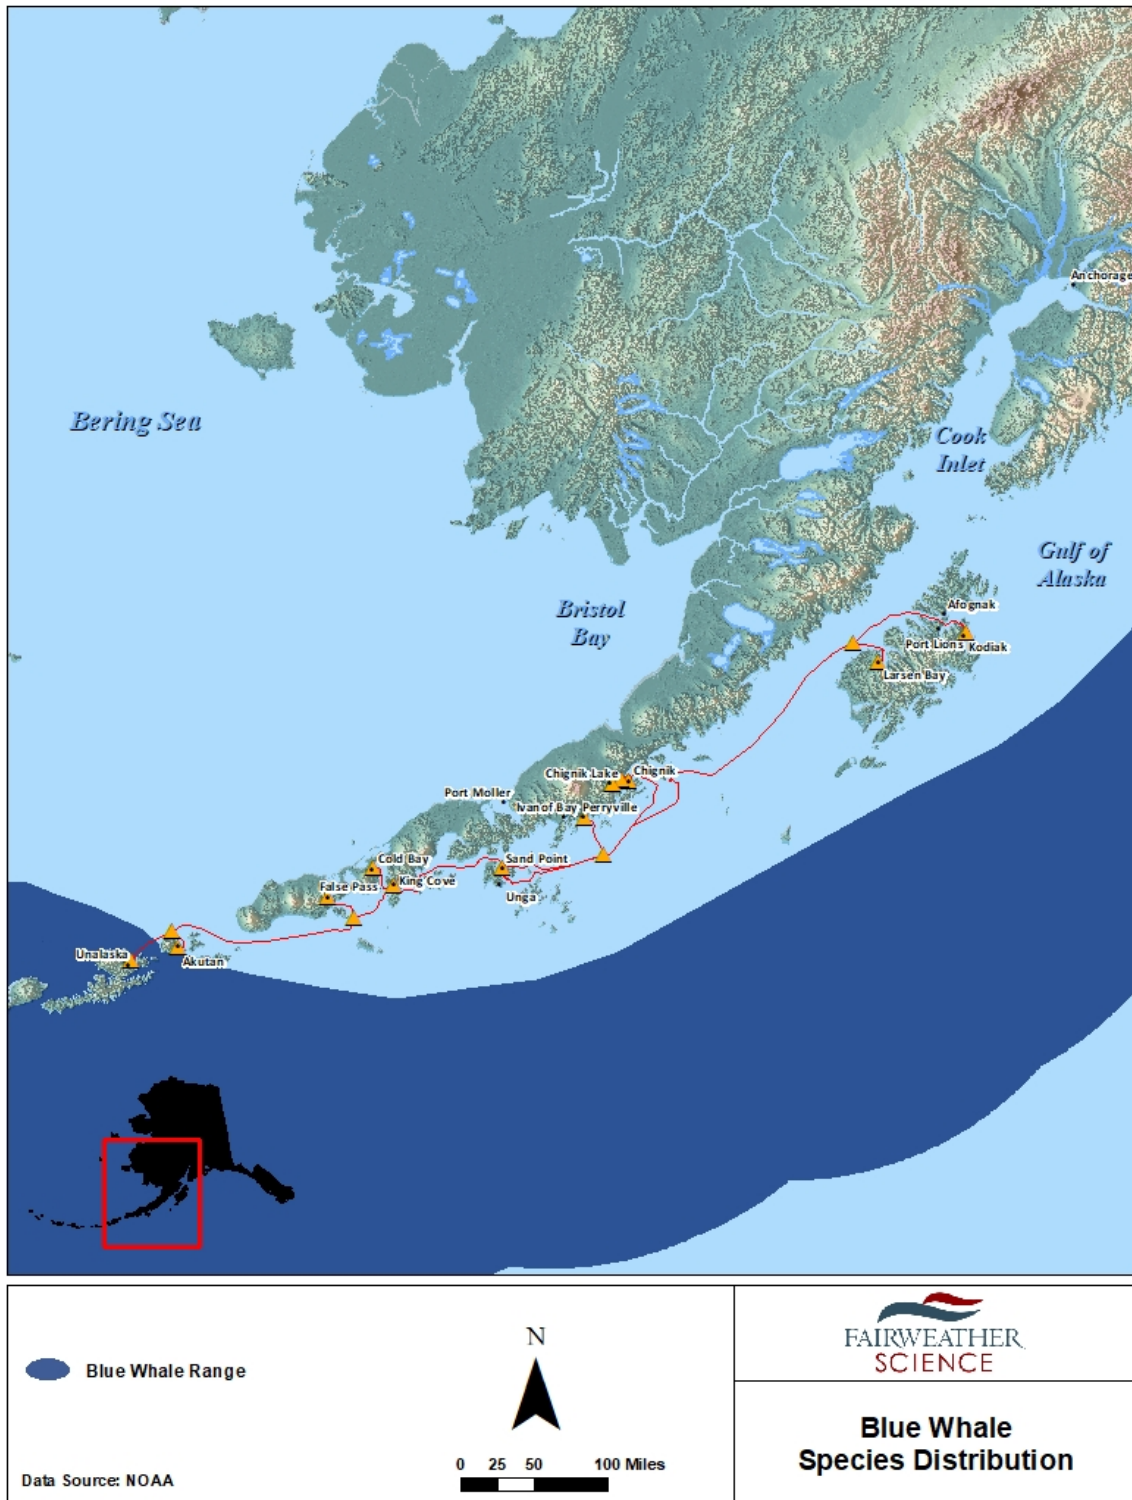 Anchorage
Bering Sea
Cook
Inlet
Gulf of
Alaska
Bristol
Bay
Afognak
Port Lions
Kodiak
Larsen Bay
Chignik Lake
Chignik
Port Moller
Ivanof Bay
Perryville
Cold Bay
Sand Point
False Pass
King Cove
Unga
Unalaska
Akutan
Blue Whale Range
N
0 25 50 100 Miles
Data Source: NOAA
FAIRWEATHER
SCIENCE
Blue Whale
Species Distribution